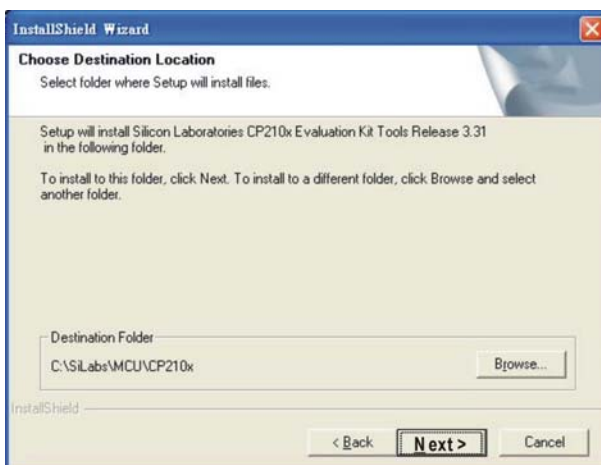 InstallShield Wizard
Choose Destination Location
Select folder where Setup will install files.
Setup will install Silicon Laboratories CP210x Evaluation Kit Tools Release 3.31
in the following folder.
To install to this folder, click Next. To install to a different folder, click Browse and select
another folder.
Destination Folder
C:\SiLabs\MCU\CP210x
Browse...
InstallShield
< Back
Next >
Cancel